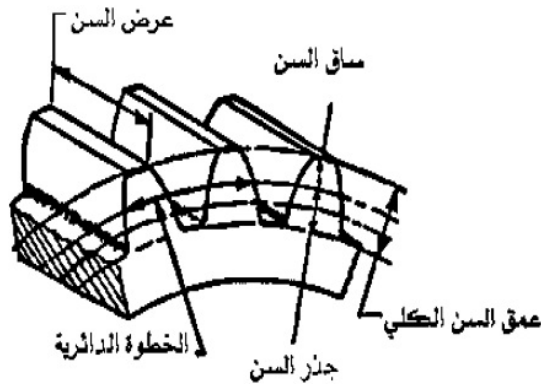 عرض السن
ساق السن
عمق السن الكلي
الخطوة الدائرية
جذر السن